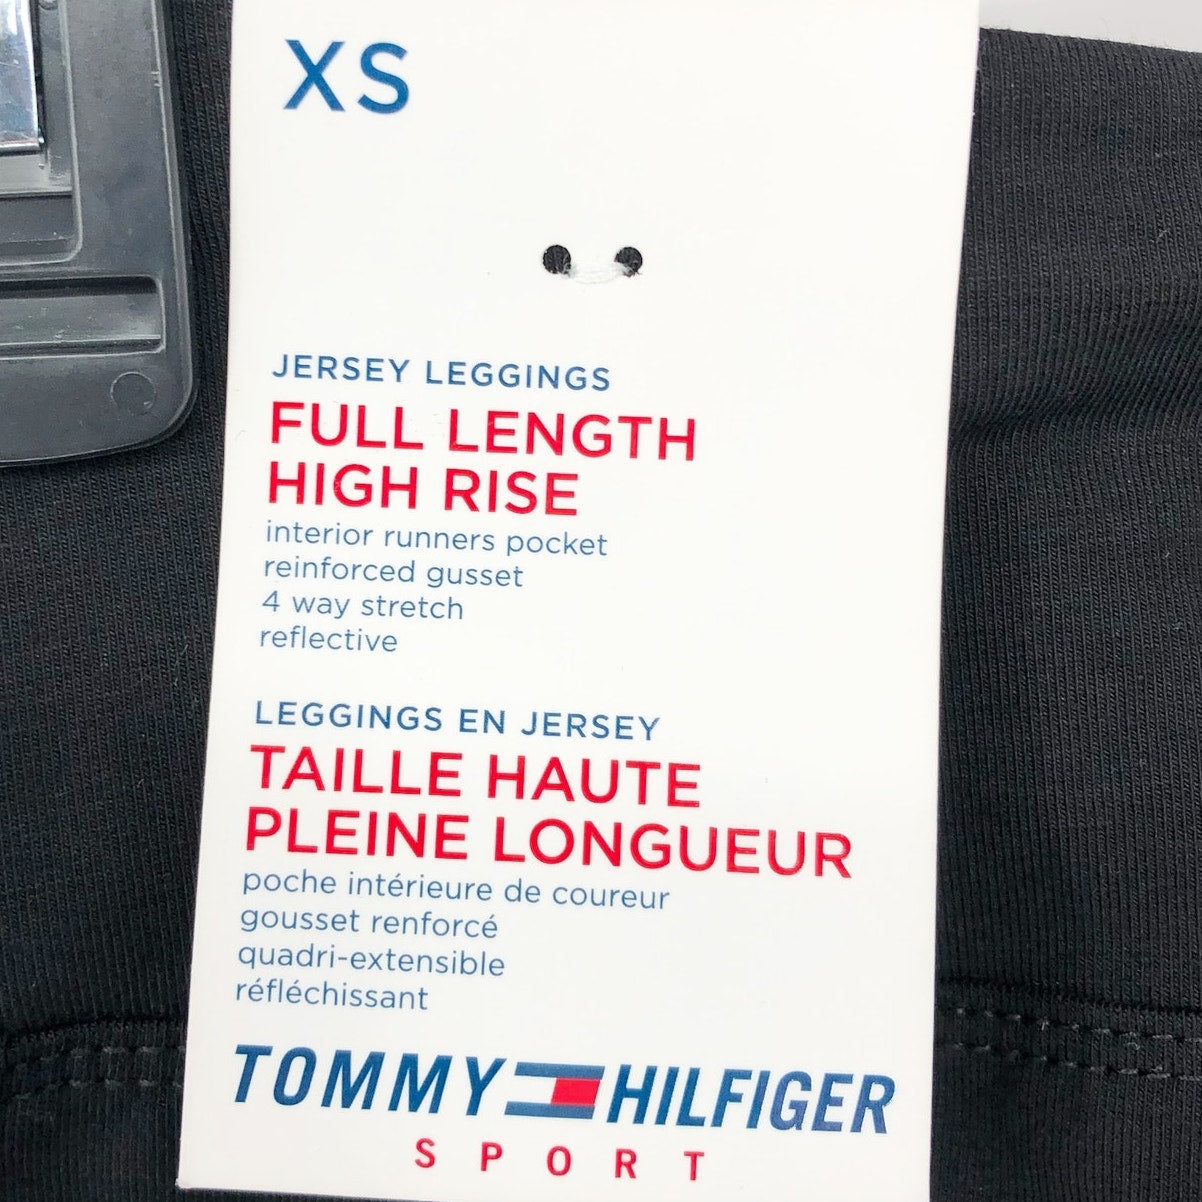 XS
JERSEY LEGGINGS
FULL LENGTH
HIGH RISE
interior runners pocket
reinforced gusset
4 way stretch
reflective
LEGGINGS EN JERSEY
TAILLE HAUTE
PLEINE LONGUEUR
poche intérieure de coureur
gousset renforcé
quadri-extensible
réfléchissant
TOMMY HILFIGER
SPORT